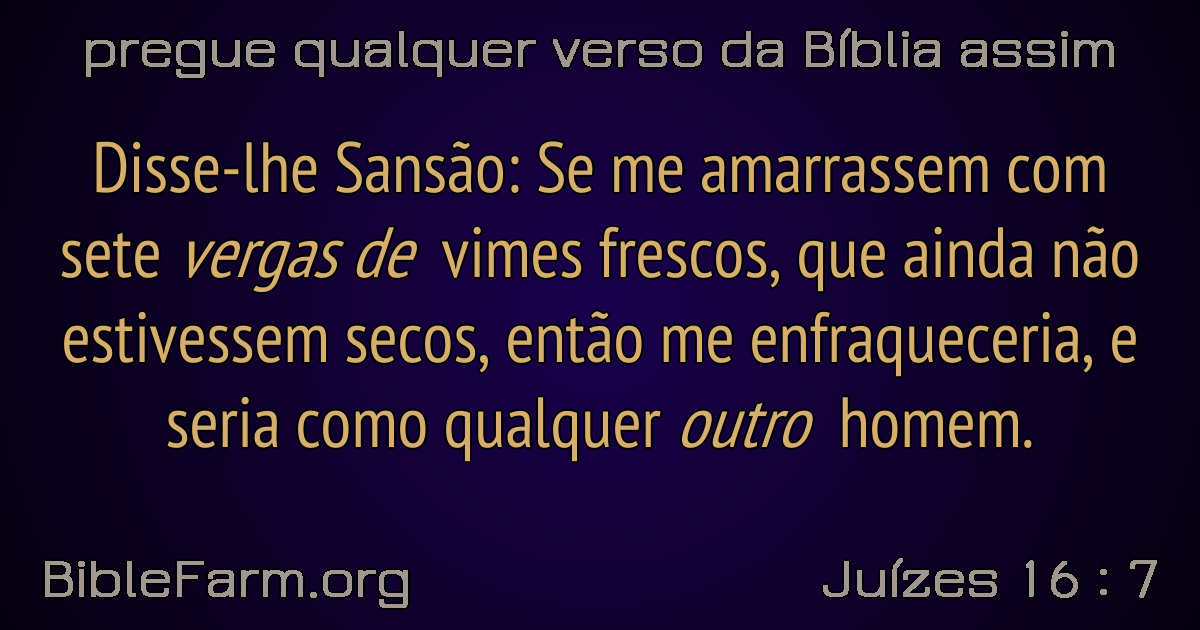 pregue qualquer verso da Bíblia assim
Disse-lhe Sansão: Se me amarrassem com
sete vergas de vimes frescos, que ainda não
estivessem secos, então me enfraqueceria, e
seria como qualquer outro homem.
BibleFarm.org
Juízes 16 : 7